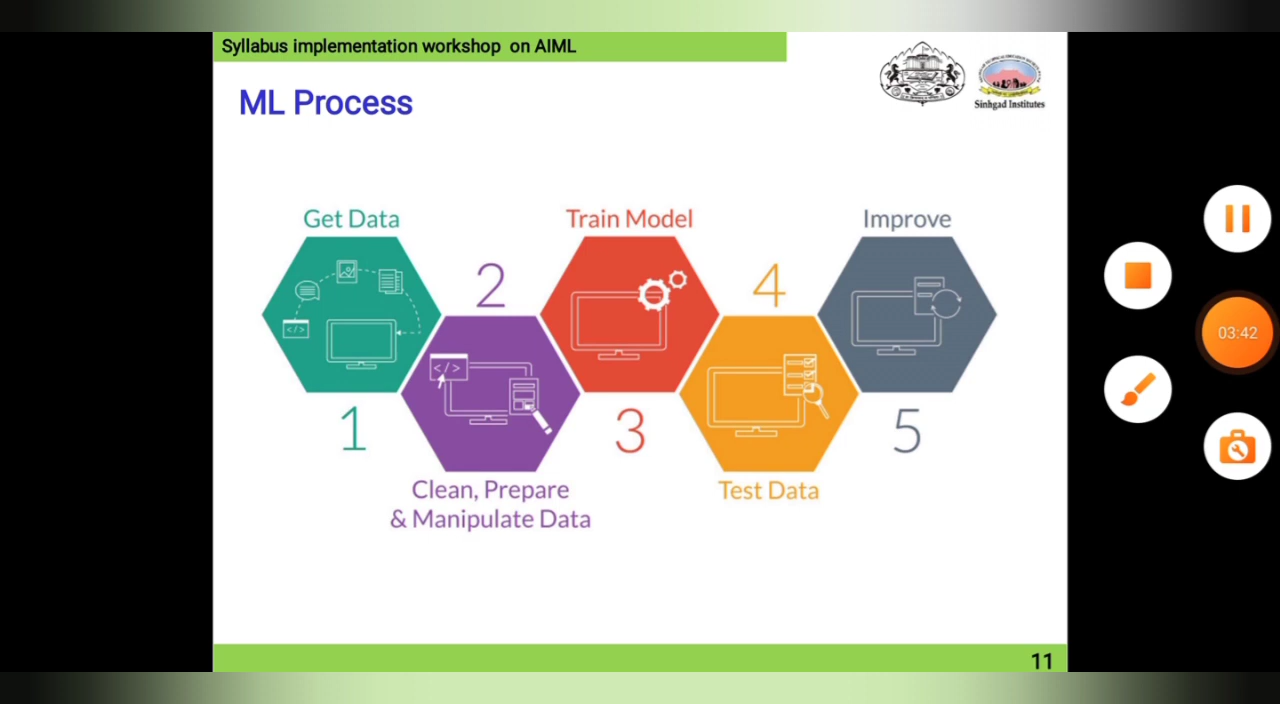 Syllabus implementation workshop on AIML
ML Process
Sinhgad Institutes
Get Data
Train Model
Improve
2
4
</>
</>
1
3
5
Clean, Prepare
& Manipulate Data
Test Data
03:42
11